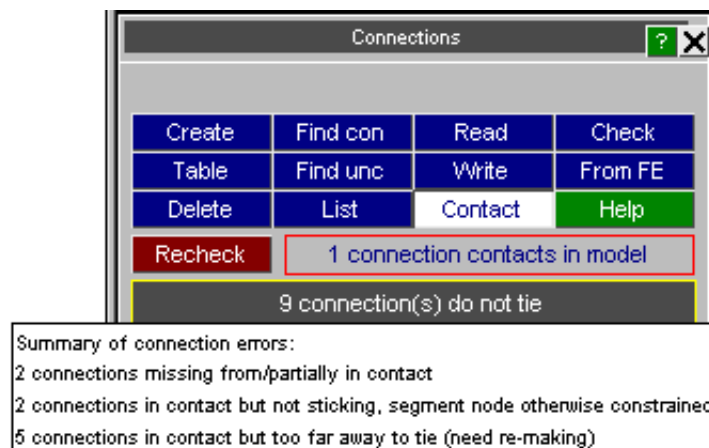 Connections
? X
Create Find con Read Check
Table Find unc Write From FE
Delete List Contact Help
Recheck 1 connection contacts in model
9 connection(s) do not tie
Summary of connection errors:
2 connections missing from/partially in contact
2 connections in contact but not sticking, segment node otherwise constrained
5 connections in contact but too far away to tie (need re-making)